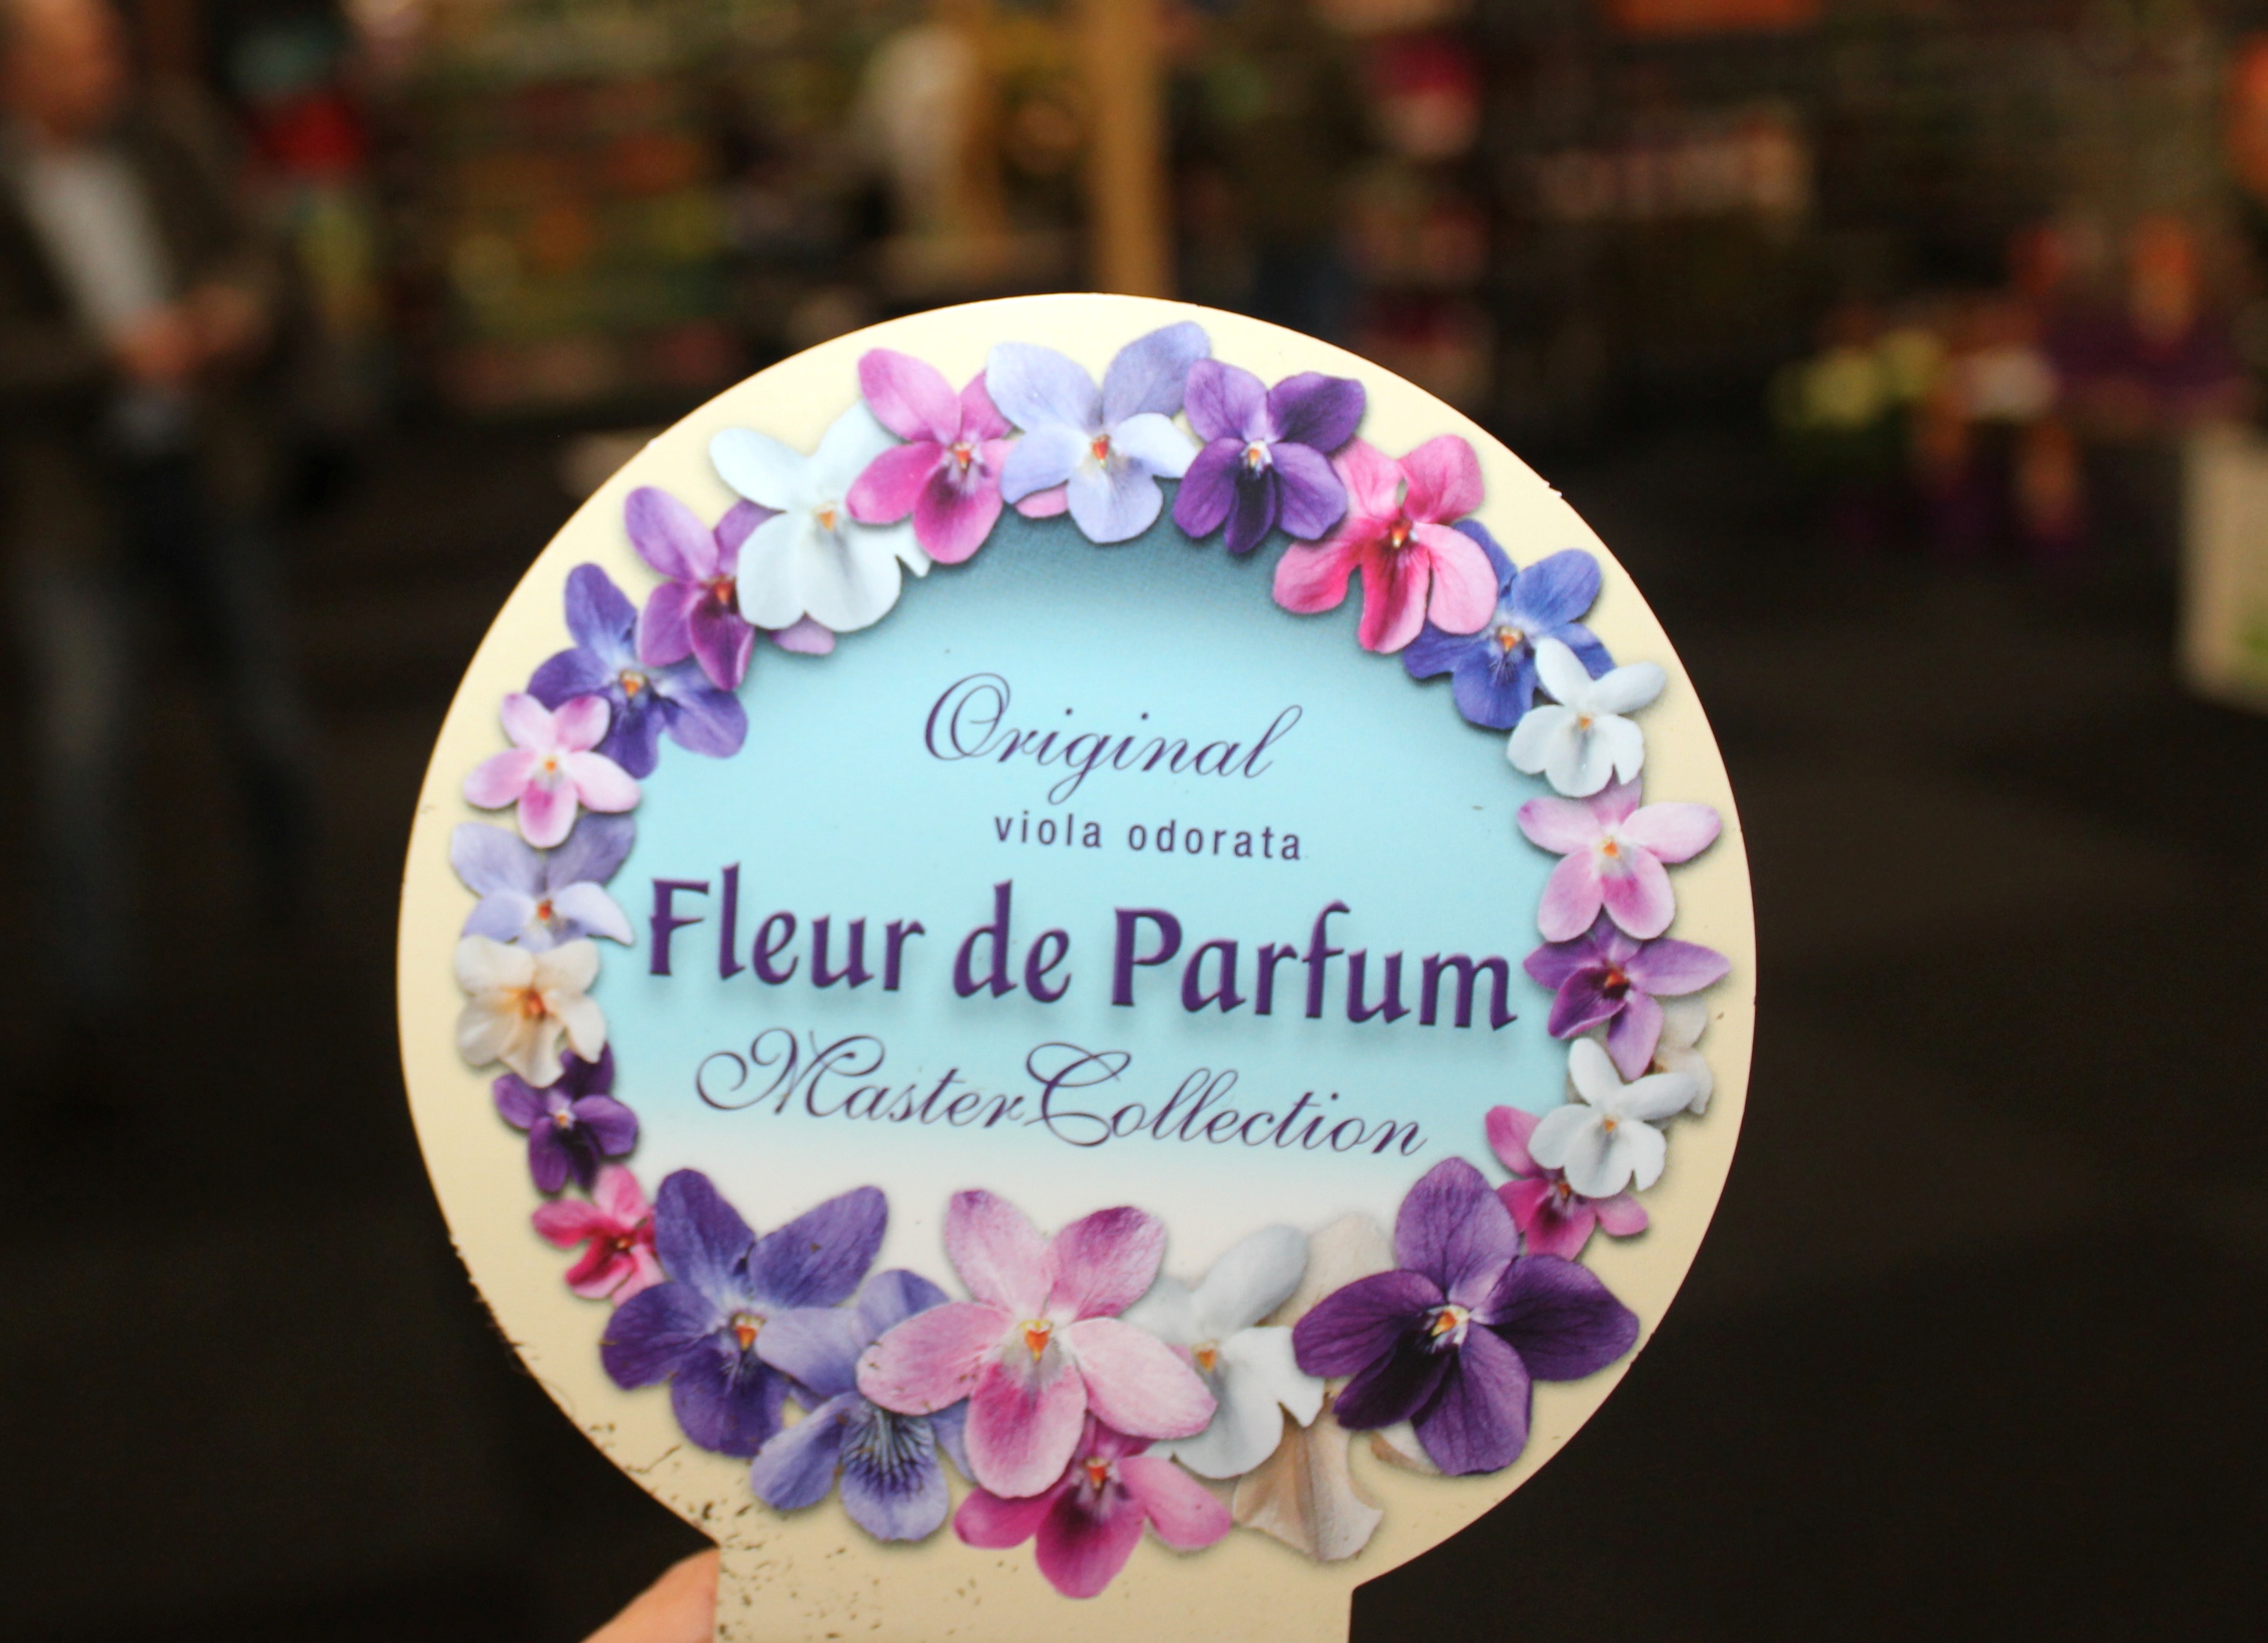 Original
viola odorata
Fleur de Parfum
Master Collection